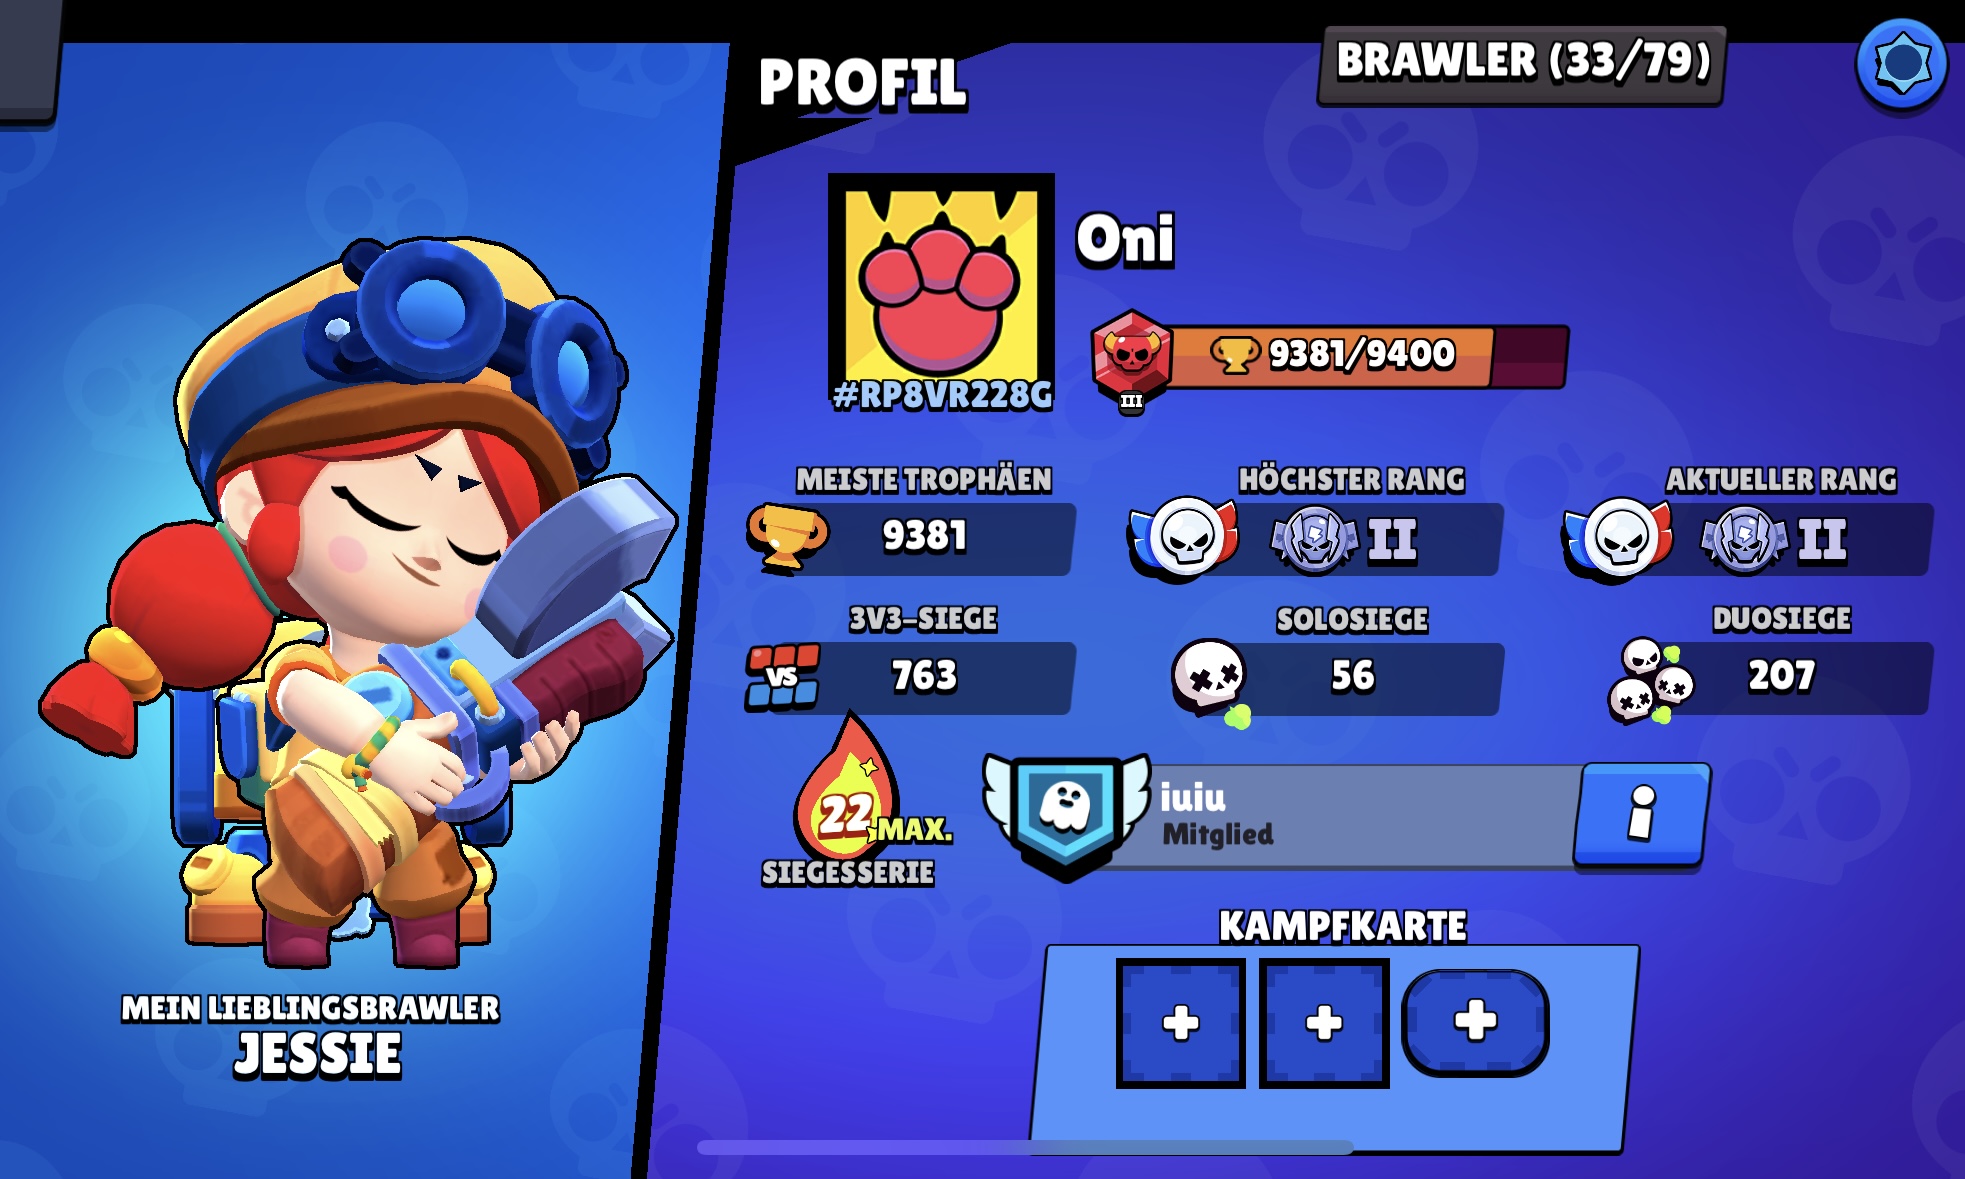 PROFIL
BRAWLER (33/79)
Oni
#RP8VR228G
III
9381/9400
MEISTE TROPHÄEN
9381
HÖCHSTER RANG
II
AKTUELLER RANG
II
3V3-SIEGE
VS
763
SOLOSIEGE
56
DUOSIEGE
207
22
MAX.
SIEGESSERIE
iuiu
Mitglied
i
KAMPFKARTE
+
+
+
MEIN LIEBLINGSBRAWLER
JESSIE